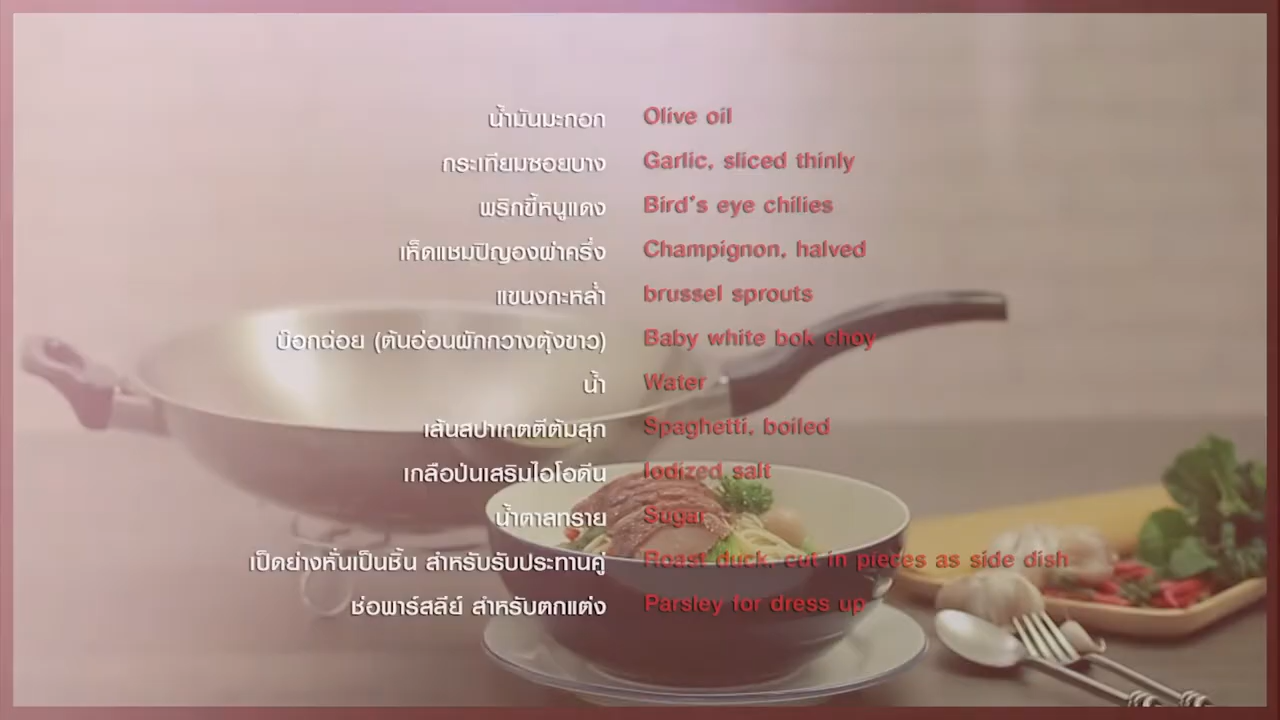 น้ำมันมะกอก Olive oil
กระเทียมซอยบาง Garlic, sliced thinly
พริกขี้หนูแดง Bird's eye chilies
เห็ดแชมปิญองผ่าครึ่ง Champignon, halved
แขนงกะหล่ำ brussel sprouts
บ๊อกฉ่อย (ต้นอ่อนผักกวางตุ้งขาว) Baby white bok choy
น้ำ Water
เส้นสปาเกตตีต้มสุก Spaghetti, boiled
เกลือป่นเสริมไอโอดีน Iodized salt
น้ำตาลทราย Sugar
เป็ดย่างหั่นเป็นชิ้น สำหรับรับประทานคู่ Roast duck, cut in pieces as side dish
ช่อพาร์สลีย์ สำหรับตกแต่ง Parsley for dress up